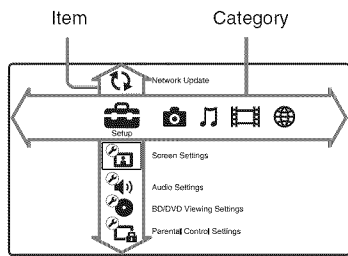 Item
Category
Network Update
Setup
Screen Settings
Audio Settings
BD/DVD Viewing Settings
Parental Control Settings